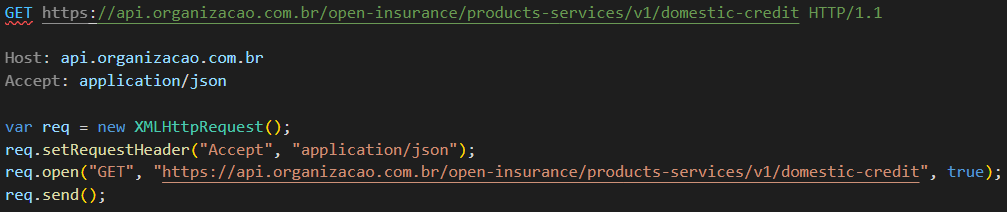 GET https://api.organizacao.com.br/open-insurance/products-services/v1/domestic-credit HTTP/1.1
Host: api.organizacao.com.br
Accept: application/json
var req = new XMLHttpRequest();
req.setRequestHeader("Accept", "application/json");
req.open("GET", "https://api.organizacao.com.br/open-insurance/products-services/v1/domestic-credit", true);
req.send();